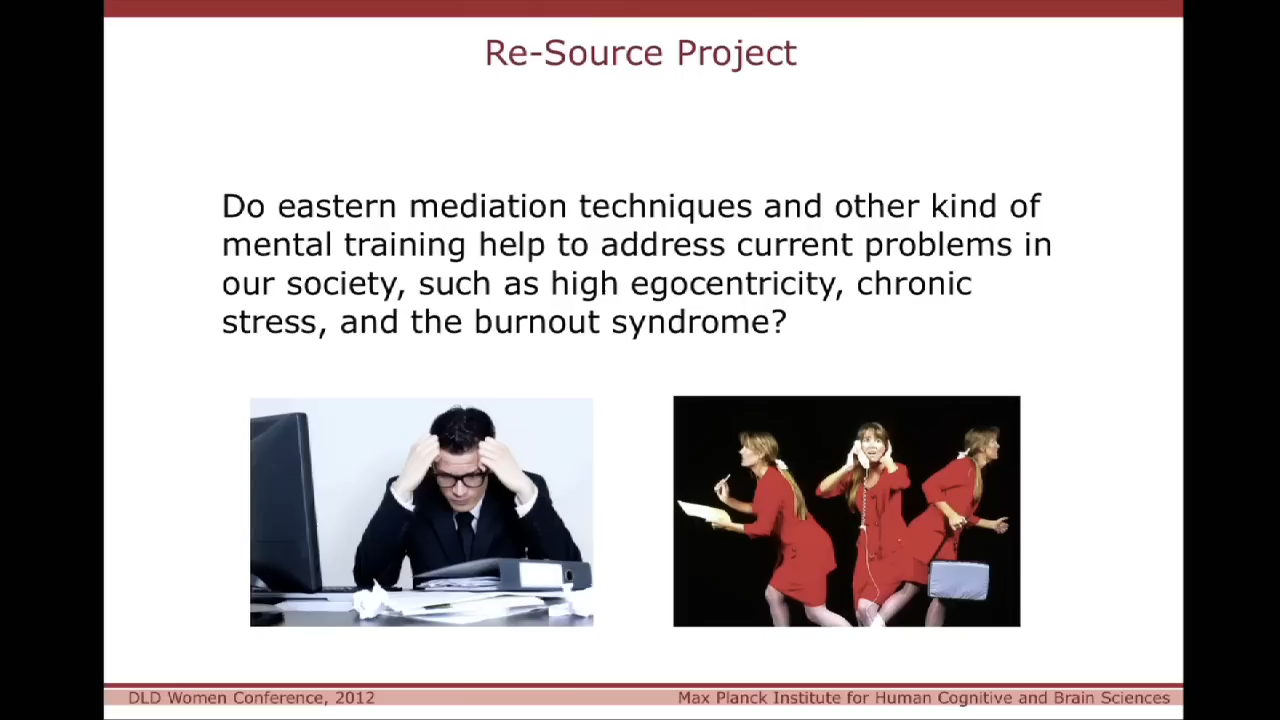 Re-Source Project
Do eastern mediation techniques and other kind of
mental training help to address current problems in
our society, such as high egocentricity, chronic
stress, and the burnout syndrome?
DLD Women Conference, 2012
Max Planck Institute for Human Cognitive and Brain Sciences